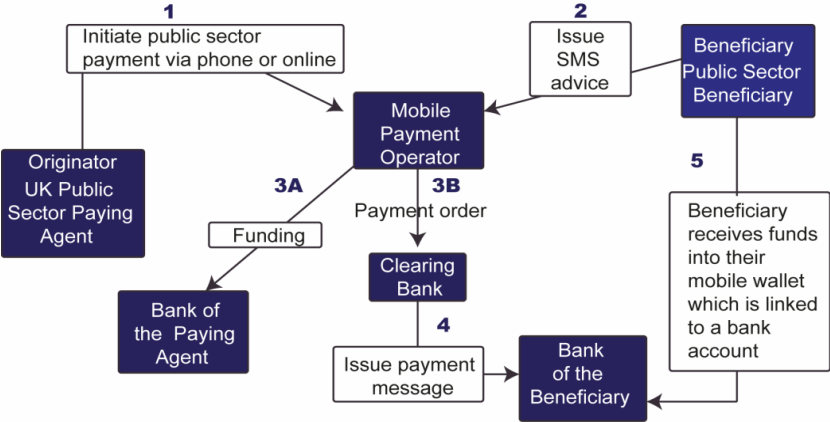 1
Initiate public sector
payment via phone or online
2
Issue
SMS
advice
Beneficiary
Public Sector
Beneficiary
Mobile
Payment
Operator
Originator
UK Public
Sector Paying
Agent
3A
Funding
3B
Payment order
5
Beneficiary
receives funds
into their
mobile wallet
which is linked
to a bank
account
Clearing
Bank
Bank of
the Paying
Agent
4
Issue payment
message
Bank
of the
Beneficiary